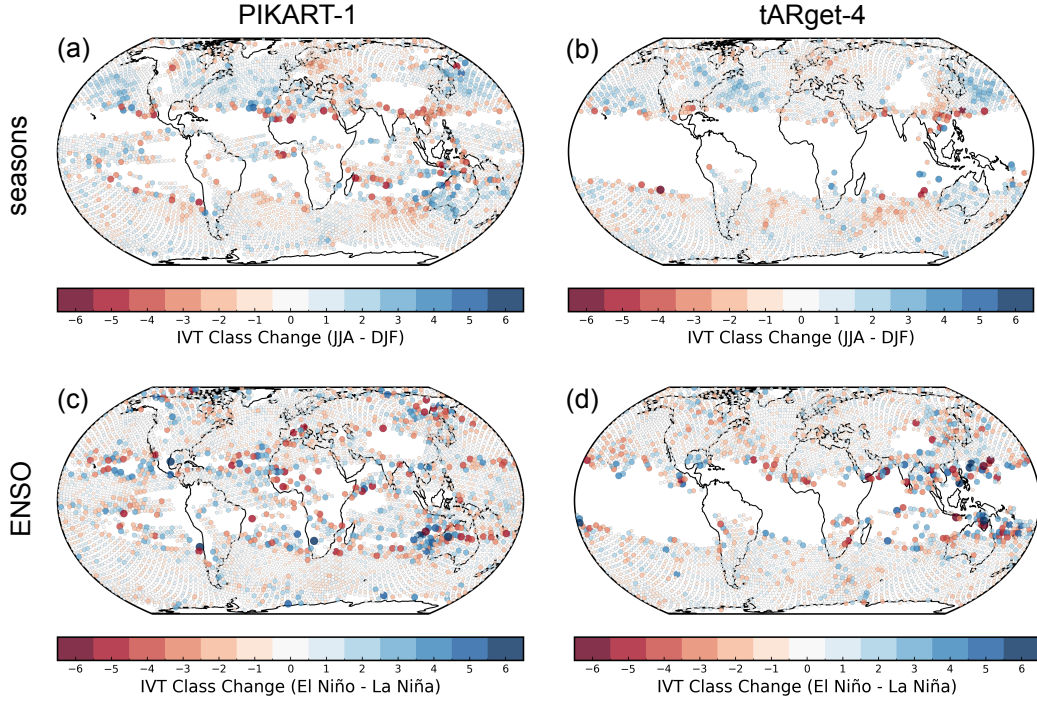 PIKART-1
tARget-4
seasons
(a)
(b)
−6 −5 −4 −3 −2 −1 0 1 2 3 4 5 6
IVT Class Change (JJA - DJF)
−6 −5 −4 −3 −2 −1 0 1 2 3 4 5 6
IVT Class Change (JJA - DJF)
ENSO
(c)
(d)
−6 −5 −4 −3 −2 −1 0 1 2 3 4 5 6
IVT Class Change (El Niño - La Niña)
−6 −5 −4 −3 −2 −1 0 1 2 3 4 5 6
IVT Class Change (El Niño - La Niña)